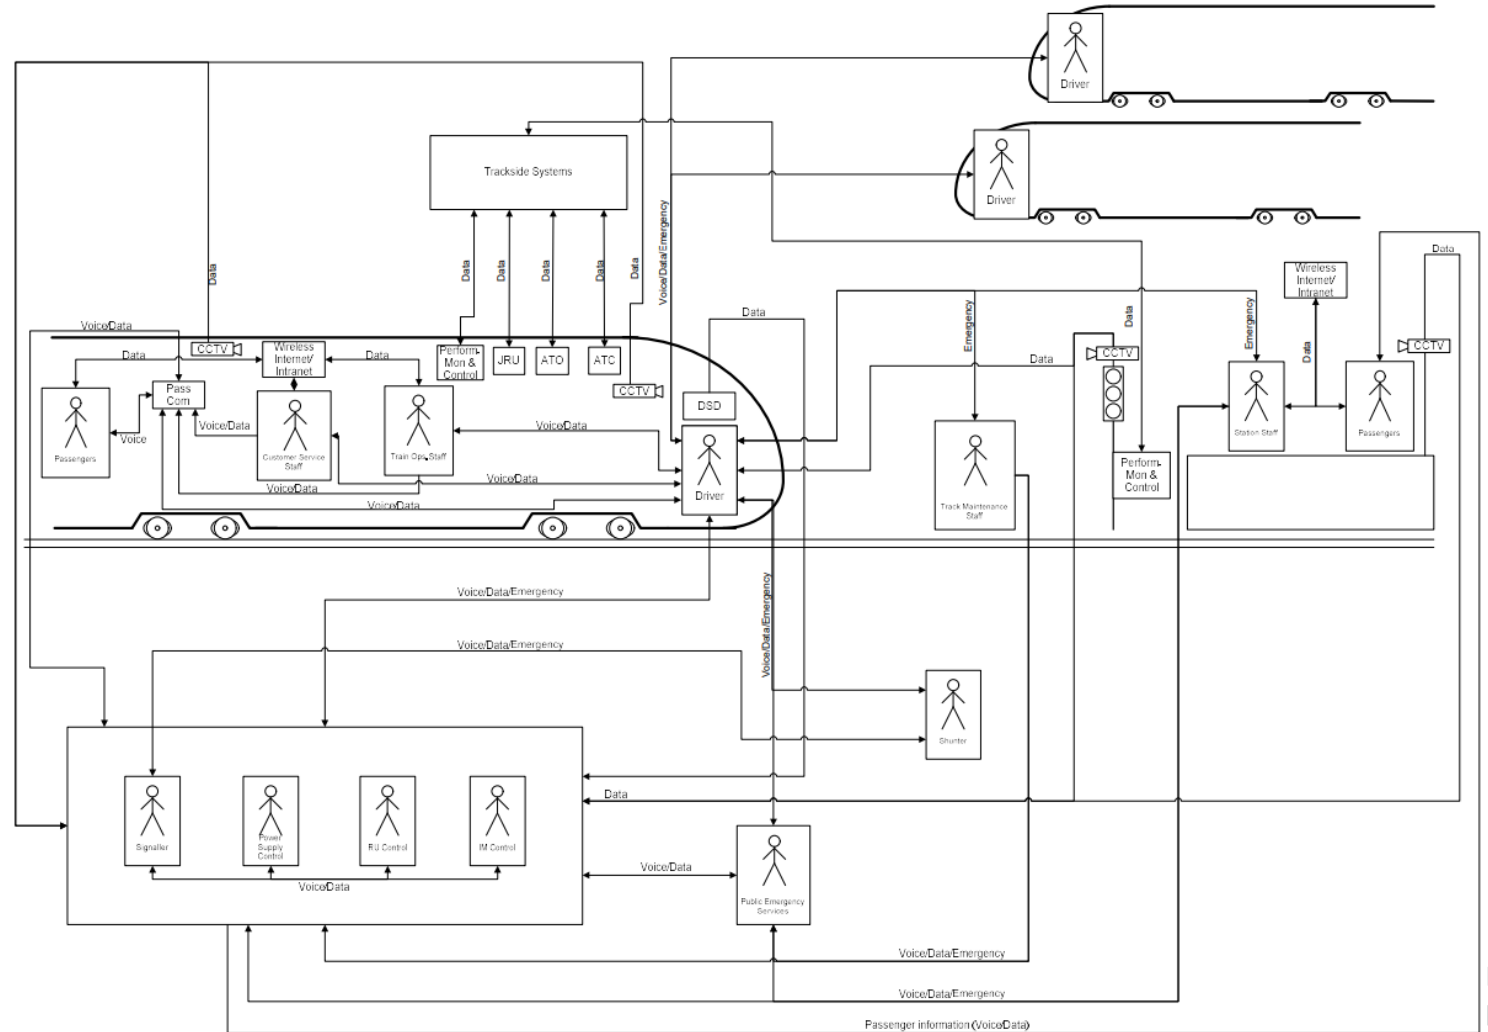 Driver
Trackside Systems
Driver
Voice/Data/Emergency
Data
Data
Data
Data
Data
Data
Data
Wireless
Internet/
Intranet
Data
Emergency
Emergency
Data
Data
Voice/Data
CCTV
Wireless
Internet/
Intranet
Data
Data
Perform-
Mon &
Control
JRU
ATO
ATC
CCTV
Data
CCTV
CCTV
Pass
Com
DSD
Voice/Data
Voice
Voice/Data
Passengers
Customer Service
Staff
Train Ops Staff
Driver
Station Staff
Passengers
Perform-
Mon &
Control
Voice/Data
Voice/Data
Voice/Data
Track Maintenance
Staff
Voice/Data/Emergency
Voice/Data/Emergency
Voice/Data/Emergency
Shunter
Data
Signaller
Power
Supply
Control
RU Control
IM Control
Voice/Data
Voice/Data
Public Emergency
Services
Voice/Data/Emergency
Voice/Data/Emergency
Passenger information (Voice/Data)